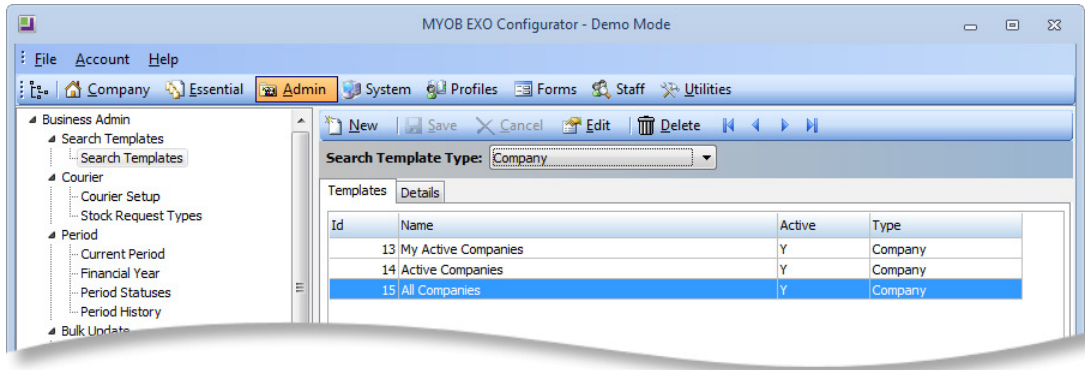 MYOB EXO Configurator - Demo Mode
File Account Help
Company Essential Admin System Profiles Forms Staff Utilities
Business Admin
Search Templates
Search Templates
Courier
Courier Setup
Stock Request Types
Period
Current Period
Financial Year
Period Statuses
Period History
Bulk Update
New Save Cancel Edit Delete
Search Template Type: Company
Templates Details
Id Name Active Type
13 My Active Companies Y Company
14 Active Companies Y Company
15 All Companies Y Company